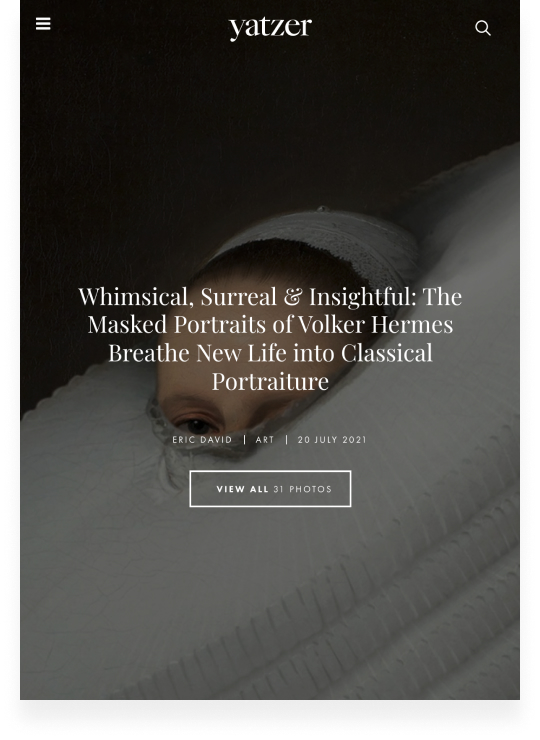 yatzer
Whimsical, Surreal & Insightful: The
Masked Portraits of Volker Hermes
Breathe New Life into Classical
Portraiture
ERIC DAVID | ART | 20 JULY 2021
VIEW ALL 31 PHOTOS